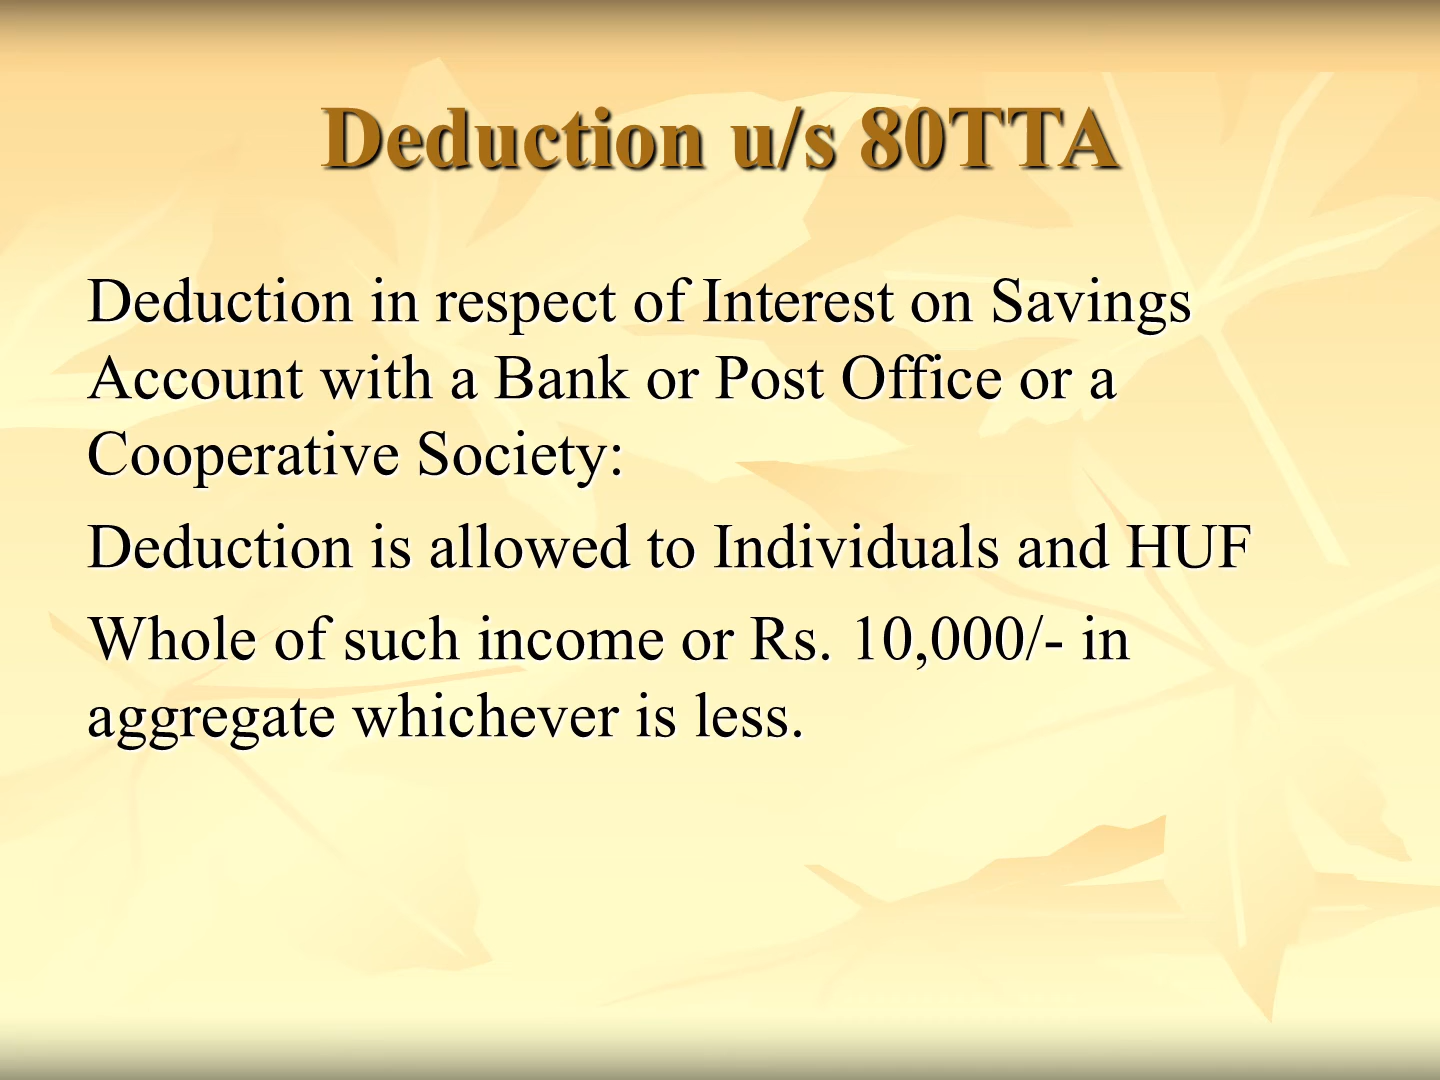 Deduction u/s 80TTA
Deduction in respect of Interest on Savings
Account with a Bank or Post Office or a
Cooperative Society:
Deduction is allowed to Individuals and HUF
Whole of such income or Rs. 10,000/- in
aggregate whichever is less.